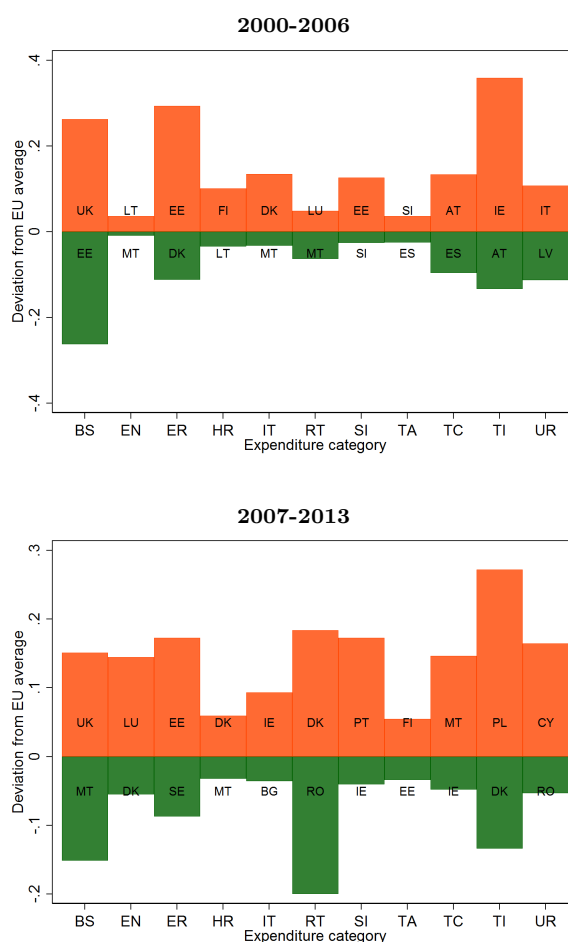 2000-2006
.4
.2
0
-.2
-.4
Deviation from EU average
UK LT EE FI DK LU EE SI AT IE IT
EE MT DK LT MT MT SI ES ES AT LV
BS EN ER HR IT RT SI TA TC TI UR
Expenditure category
2007-2013
.3
.2
.1
0
-.1
-.2
Deviation from EU average
UK LU EE DK IE DK PT FI MT PL CY
MT DK SE MT BG RO IE EE IE DK RO
BS EN ER HR IT RT SI TA TC TI UR
Expenditure category